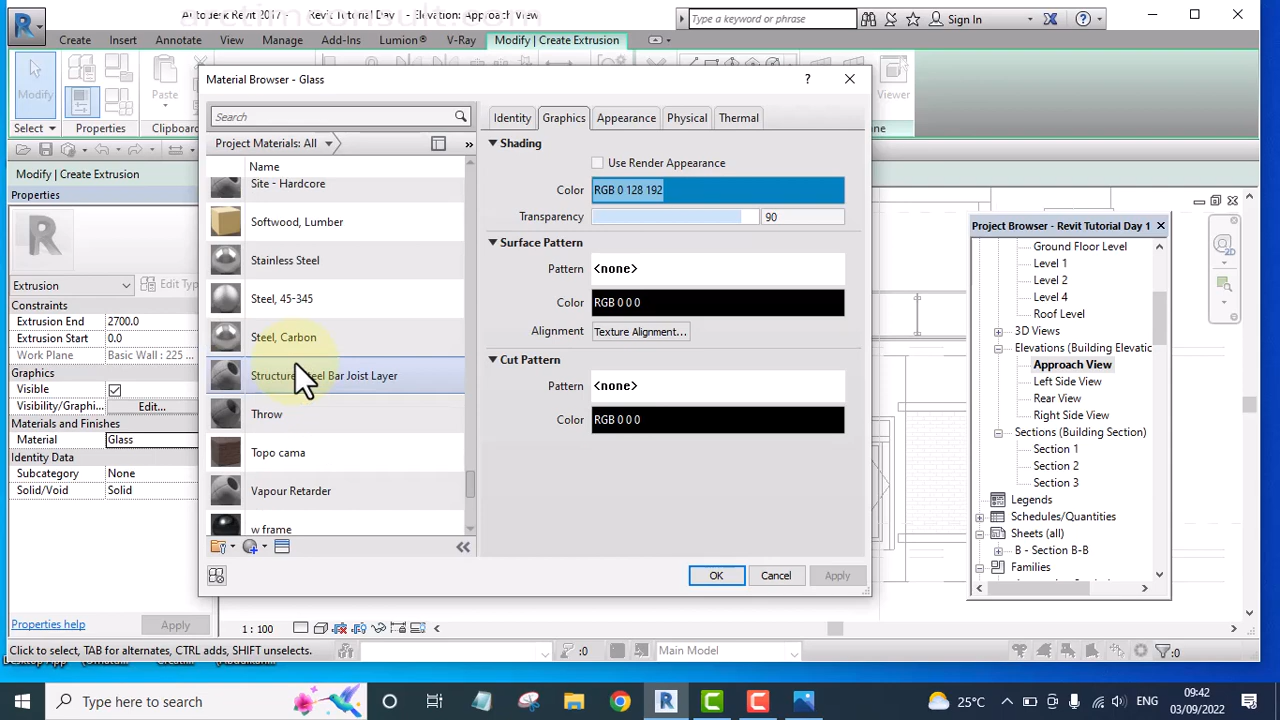 Autodesk Revit 2017 - Revit Tutorial Day 1 - Elevation: Approach View
Type a keyword or phrase
Sign In
Create Insert Annotate View Manage Add-Ins Lumion® V-Ray Modify | Create Extrusion
Modify Paste Viewer
Select Properties Clipboard
Modify | Create Extrusion
Properties
Extrusion Edit Type
Constraints
Extrusion End 2700.0
Extrusion Start 0.0
Work Plane Basic Wall : 225 ...
Graphics
Visible
Visibility/Graphi... Edit...
Materials and Finishes
Material Glass
Identity Data
Subcategory None
Solid/Void Solid
Properties help Apply
Material Browser - Glass
Search
Project Materials: All
Name
Site - Hardcore
Softwood, Lumber
Stainless Steel
Steel, 45-345
Steel, Carbon
Throw
Topo cama
Vapour Retarder
w frame
Identity Graphics Appearance Physical Thermal
Shading
Use Render Appearance
Color RGB 0 128 192
Transparency 90
Surface Pattern
Pattern <none>
Color RGB 0 0 0
Alignment Texture Alignment...
Cut Pattern
Pattern <none>
Color RGB 0 0 0
OK Cancel Apply
Project Browser - Revit Tutorial Day 1
Ground Floor Level
Level 1
Level 2
Level 4
Roof Level
3D Views
Elevations (Building Elevatic
Approach View
Left Side View
Rear View
Right Side View
Sections (Building Section)
Section 1
Section 2
Section 3
Legends
Schedules/Quantities
Sheets (all)
B - Section B-B
Families
2D
1 : 100
Click to select, TAB for alternates, CTRL adds, SHIFT unselects.
:0 Main Model :0
Type here to search
25°C ENG
09:42
03/09/2022